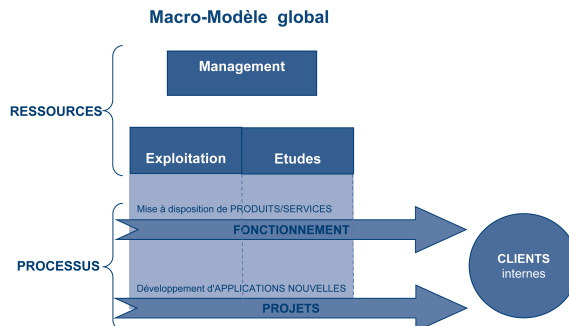 Macro-Modèle global
Management
RESSOURCES
Exploitation
Etudes
Mise à disposition de PRODUITS/SERVICES
FONCTIONNEMENT
PROCESSUS
CLIENTS
internes
Développement d'APPLICATIONS NOUVELLES
PROJETS